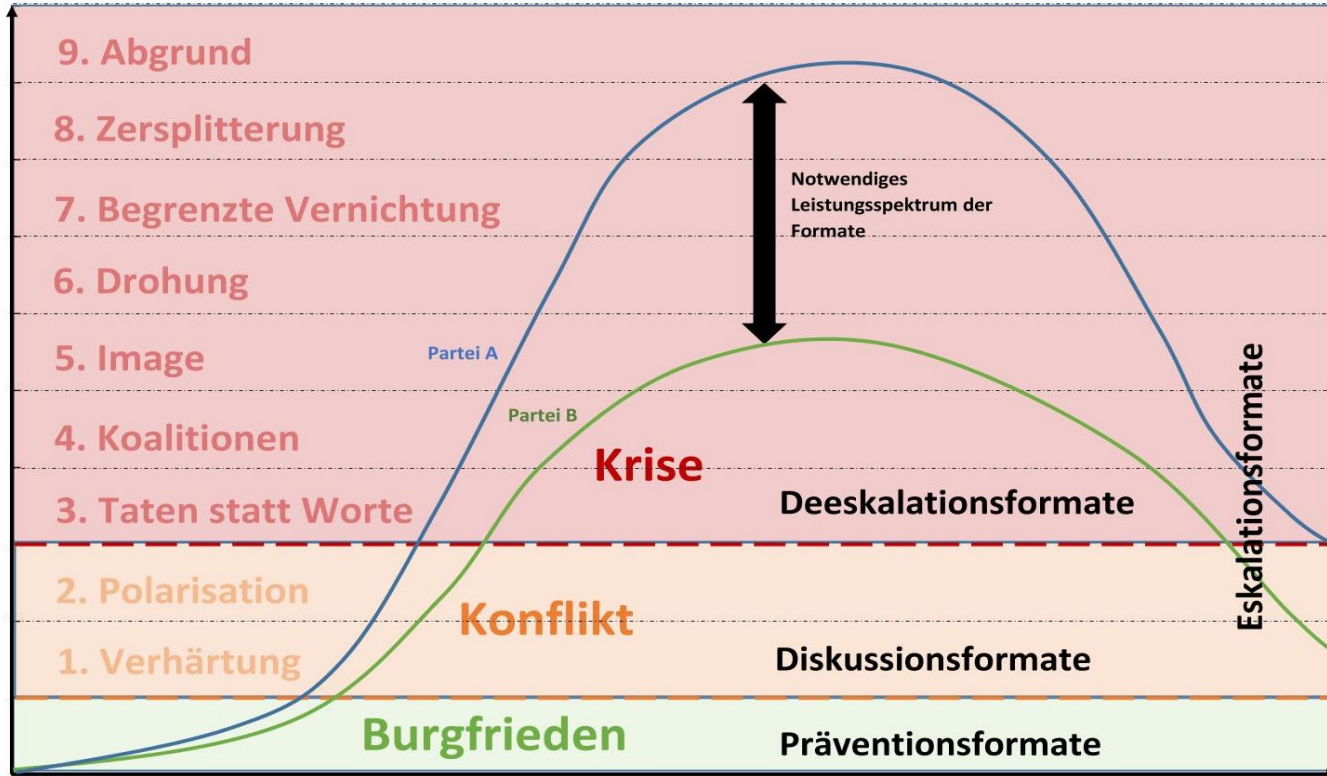 9. Abgrund
8. Zersplitterung
Notwendiges
Leistungsspektrum der
Formate
7. Begrenzte Vernichtung
6. Drohung
Partei A
5. Image
Partei B
4. Koalitionen
Krise
3. Taten statt Worte
Deeskalationsformate
Eskalationsformate
2. Polarisation
Konflikt
1. Verhärtung
Diskussionsformate
Burgfrieden
Präventionsformate